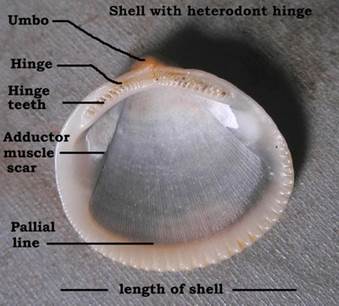 Shell with heterodont hinge
Umbo
Hinge
Hinge
teeth
Adductor
muscle
scar
Pallial
line
length of shell